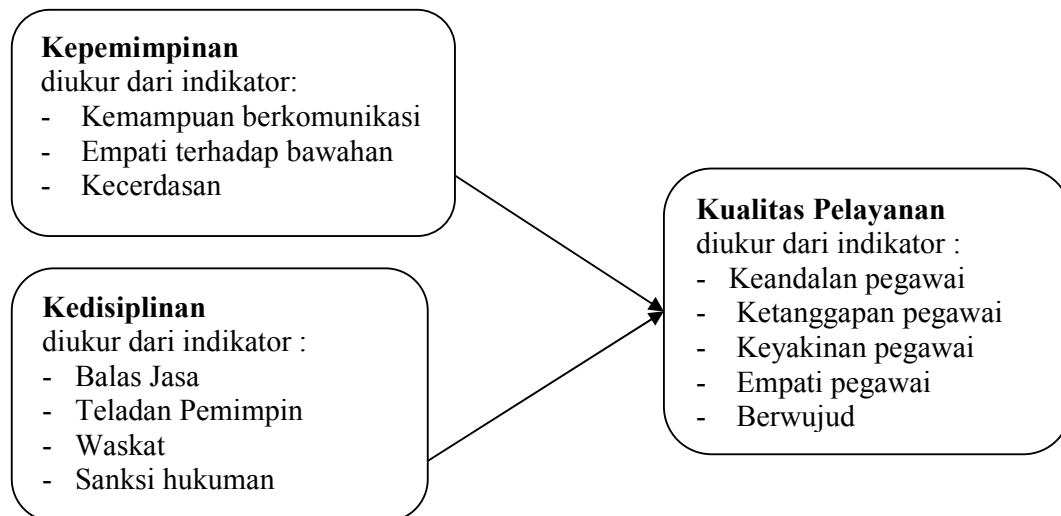 Kepemimpinan
diukur dari indikator:
- Kemampuan berkomunikasi
- Empati terhadap bawahan
- Kecerdasan
Kedisiplinan
diukur dari indikator :
- Balas Jasa
- Teladan Pemimpin
- Waskat
- Sanksi hukuman
Kualitas Pelayanan
diukur dari indikator :
- Keandalan pegawai
- Ketanggapan pegawai
- Keyakinan pegawai
- Empati pegawai
- Berwujud